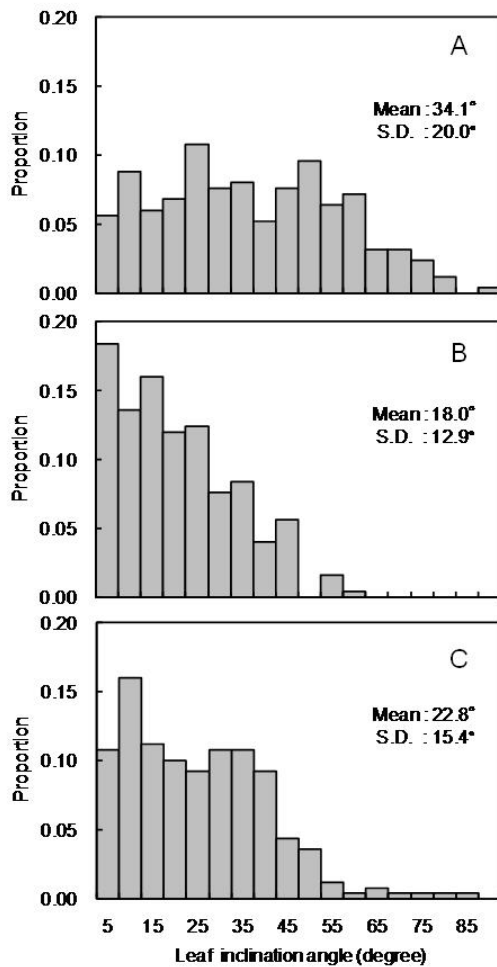 0.20
A
0.15
Mean : 34.1°
S.D. : 20.0°
Proportion
0.10
0.05
0.00
0.20
B
0.15
Mean : 18.0°
S.D. : 12.9°
Proportion
0.10
0.05
0.00
0.20
C
0.15
Mean : 22.8°
S.D. : 15.4°
Proportion
0.10
0.05
0.00
5 15 25 35 45 55 65 75 85
Leaf inclination angle (degree)